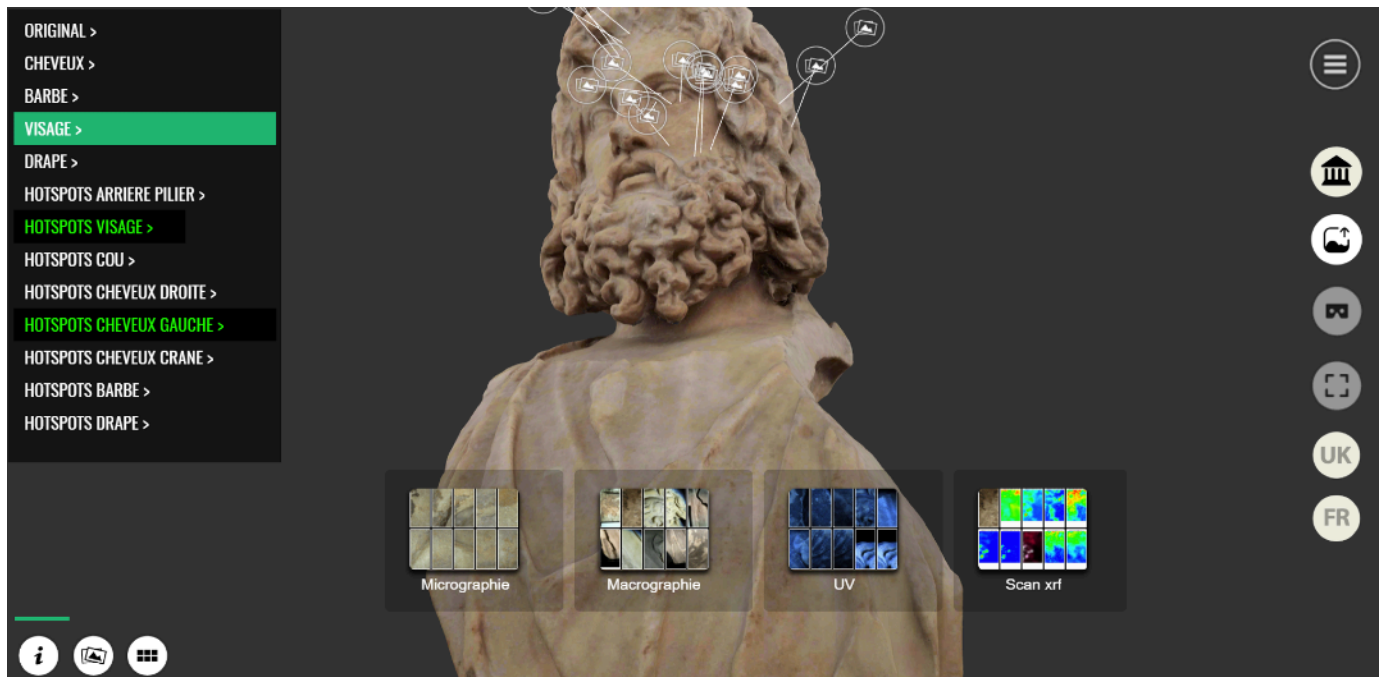 ORIGINAL >
CHEVEUX >
BARBE >
VISAGE >
DRAPE >
HOTSPOTS ARRIERE PILIER >
HOTSPOTS VISAGE >
HOTSPOTS COU >
HOTSPOTS CHEVEUX DROITE >
HOTSPOTS CHEVEUX GAUCHE >
HOTSPOTS CHEVEUX CRANE >
HOTSPOTS BARBE >
HOTSPOTS DRAPE >
UK
FR
Micrographie
Macrographie
UV
Scan xrf
i